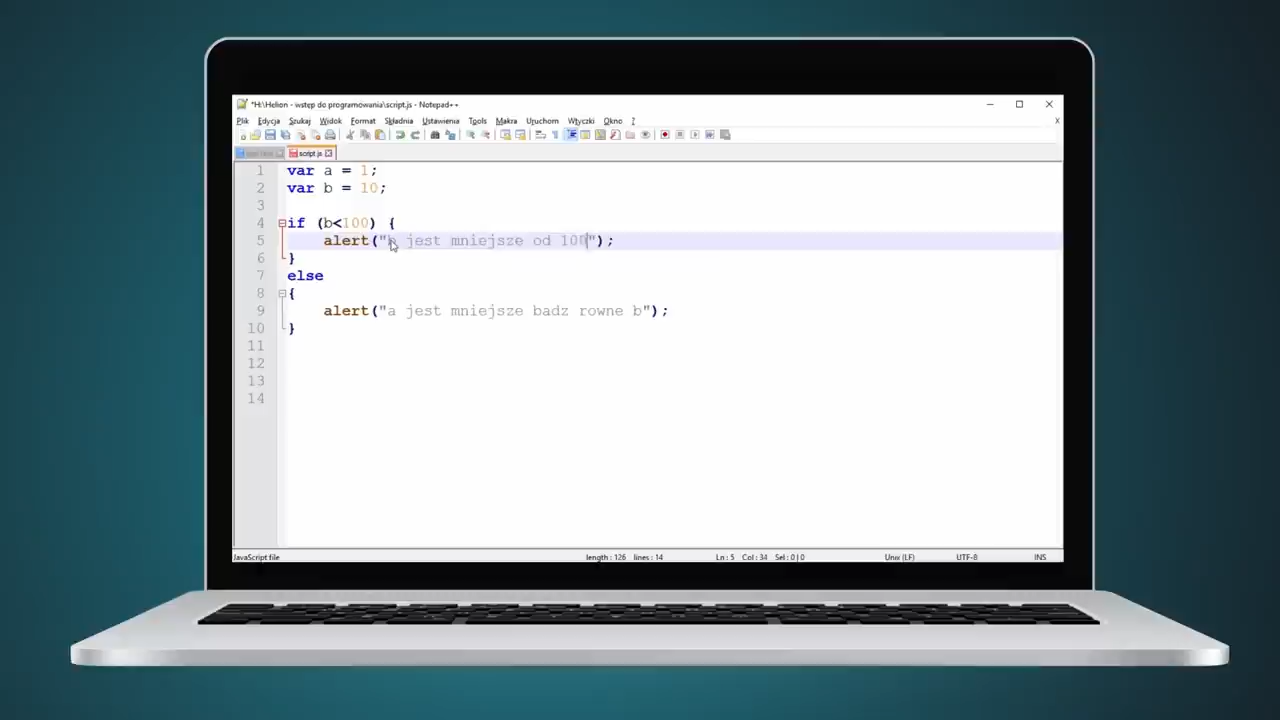 *H:\Helion - wstęp do programowania\script.js - Notepad++
Plik Edycja Szukaj Widok Format Składnia Ustawienia Tools Makra Uruchom Wtyczki Okno ? X
script.js
1 var a = 1;
2 var b = 10;
3
4 if (b<100) {
5 alert("b jest mniejsze od 100");
6 }
7 else
8 {
9 alert("a jest mniejsze badz rowne b");
10 }
11
12
13
14
JavaScript file length : 126 lines : 14 Ln : 5 Col : 34 Sel : 0 | 0 Unix (LF) UTF-8 INS